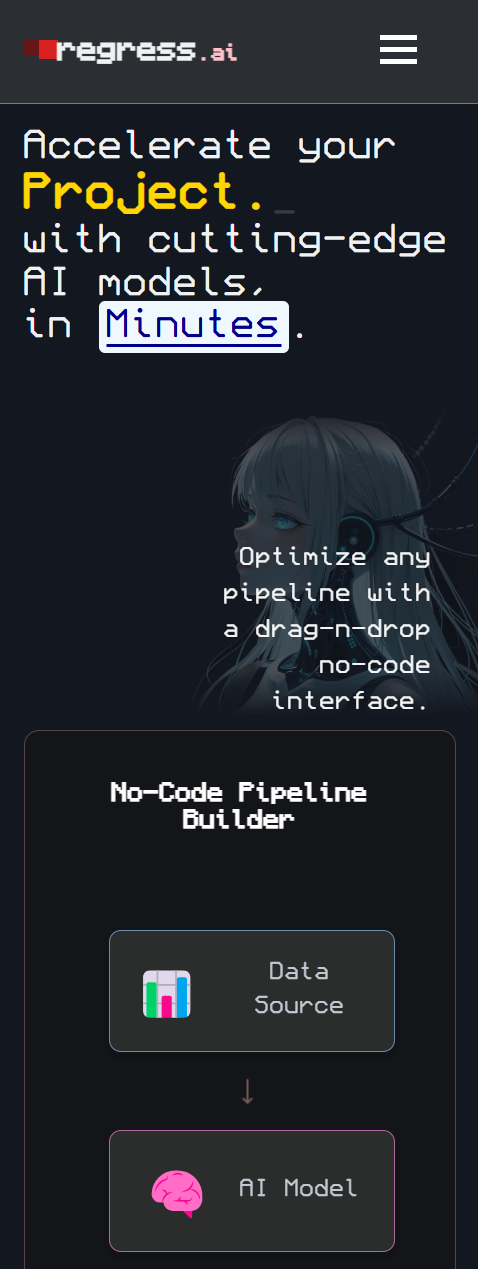 regress.ai
Accelerate your
Project._
with cutting-edge
AI models,
in Minutes.
Optimize any
pipeline with
a drag-n-drop
no-code
interface.
No-Code Pipeline
Builder
Data
Source
↓
AI Model